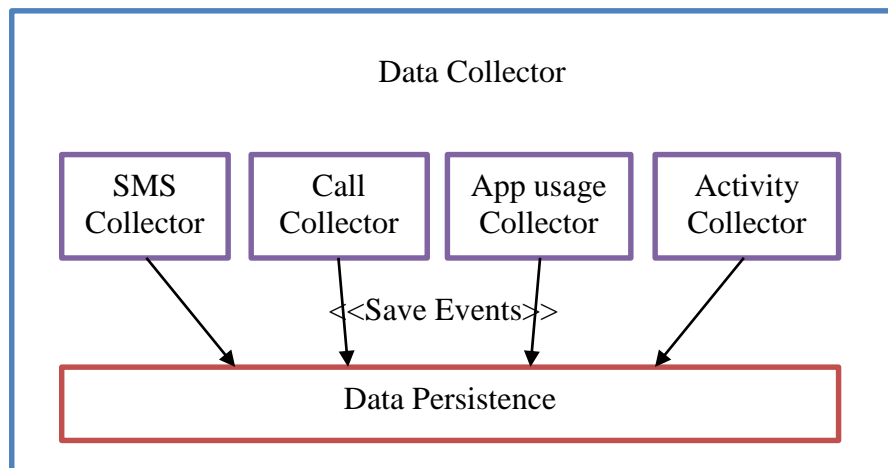 Data Collector
SMS
Collector
Call
Collector
App usage
Collector
Activity
Collector
<<Save Events>>
Data Persistence